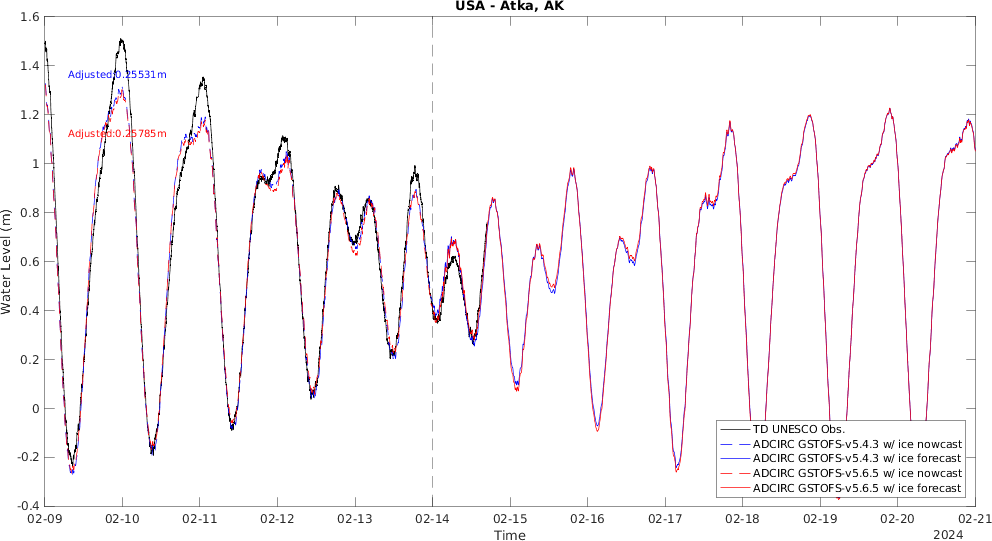 USA - Atka, AK
1.6
1.4
1.2
1
0.8
0.6
0.4
0.2
0
-0.2
-0.4
Water Level (m)
Adjusted:0.25531m
Adjusted:0.25785m
TD UNESCO Obs.
ADCIRC GSTOFS-v5.4.3 w/ ice nowcast
ADCIRC GSTOFS-v5.4.3 w/ ice forecast
ADCIRC GSTOFS-v5.6.5 w/ ice nowcast
ADCIRC GSTOFS-v5.6.5 w/ ice forecast
02-09 02-10 02-11 02-12 02-13 02-14 02-15 02-16 02-17 02-18 02-19 02-20 02-21
Time
2024